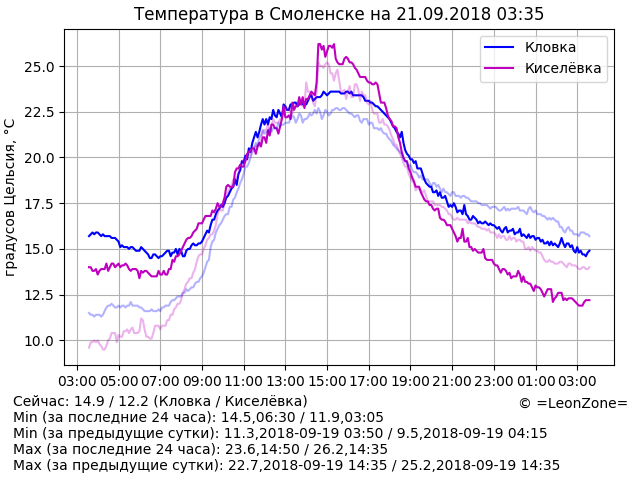 Температура в Смоленске на 21.09.2018 03:35
Кловка
Киселёвка
градусов Цельсия, °C
25.0
22.5
20.0
17.5
15.0
12.5
10.0
03:00 05:00 07:00 09:00 11:00 13:00 15:00 17:00 19:00 21:00 23:00 01:00 03:00
© =LeonZone=
Сейчас: 14.9 / 12.2 (Кловка / Киселёвка)
Min (за последние 24 часа): 14.5,06:30 / 11.9,03:05
Min (за предыдущие сутки): 11.3,2018-09-19 03:50 / 9.5,2018-09-19 04:15
Max (за последние 24 часа): 23.6,14:50 / 26.2,14:35
Max (за предыдущие сутки): 22.7,2018-09-19 14:35 / 25.2,2018-09-19 14:35